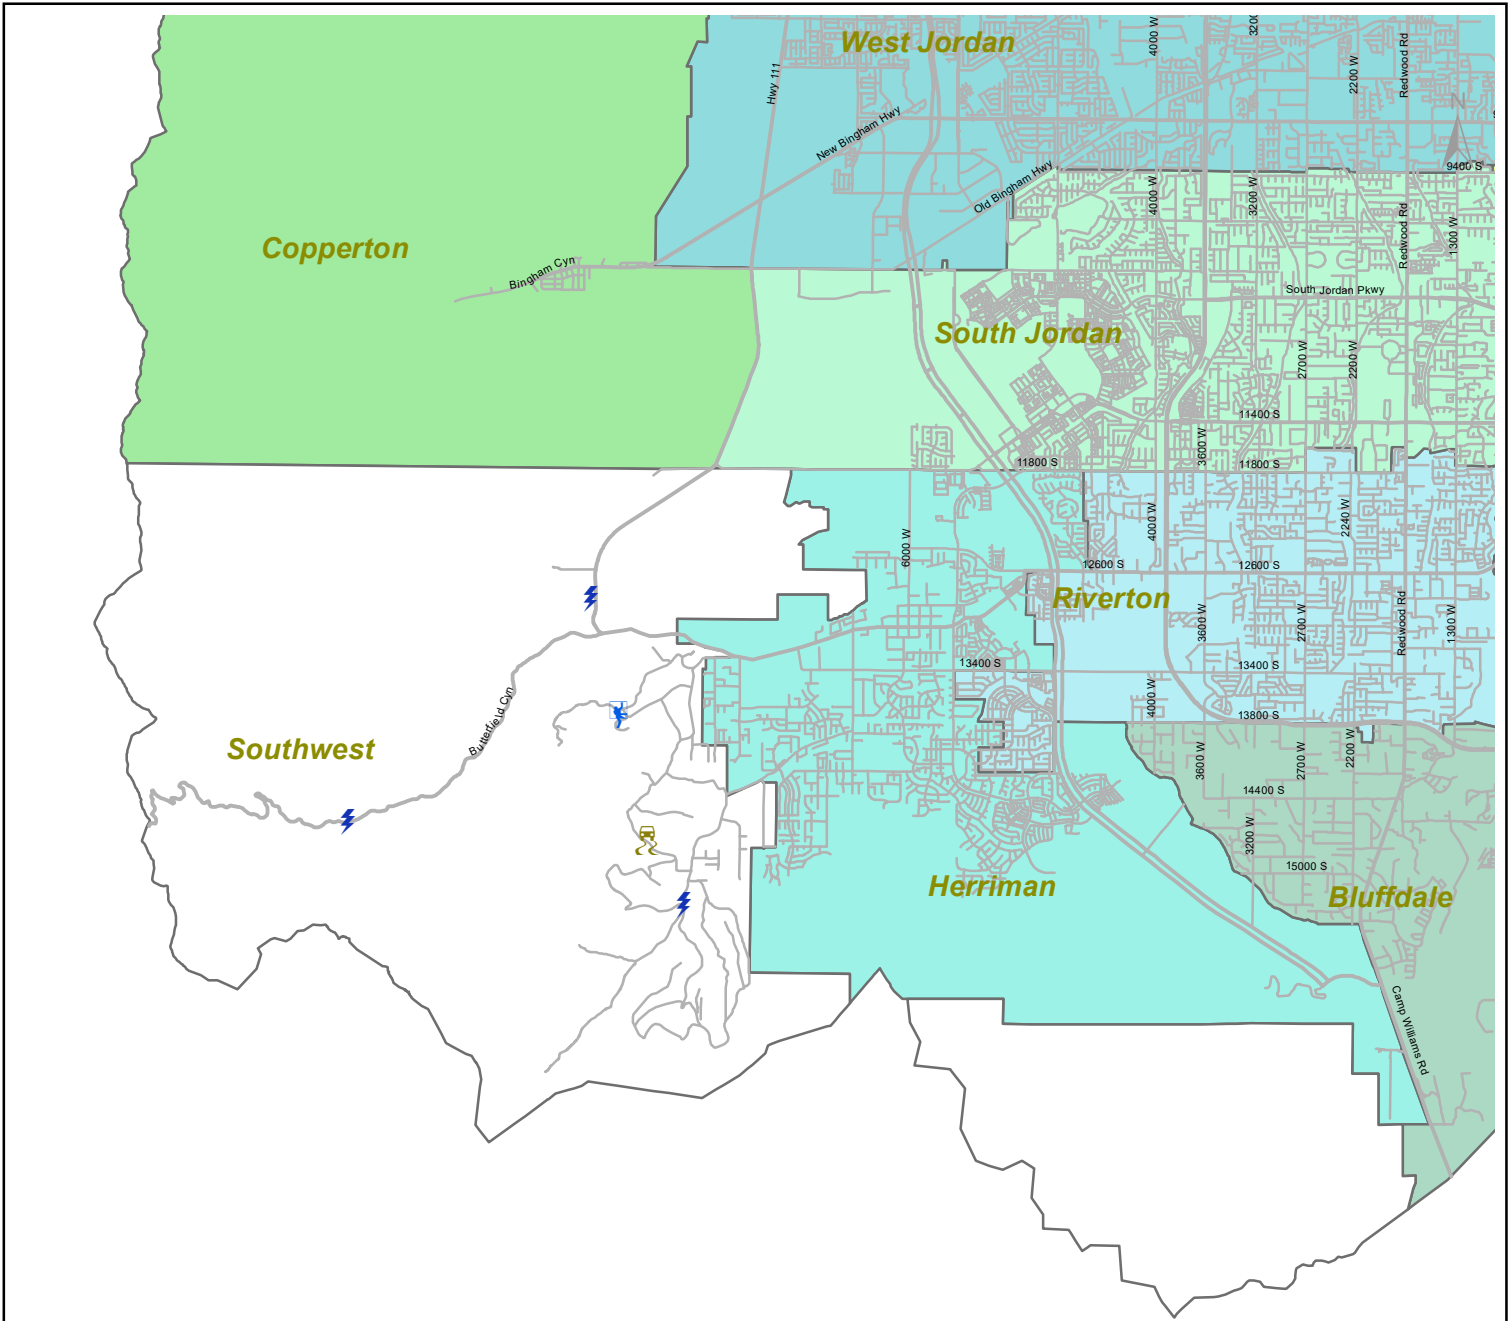 West Jordan
4000 W
3200
2200 W
Redwood Rd
Hwy 111
New Bingham Hwy
N
Old Bingham Hwy
9400 S
4000 W
3200 W
Redwood Rd
1300 W
Copperton
Bingham Cyn
South Jordan Pkwy
South Jordan
2700 W
2200 W
11400 S
3600 W
11800 S
11800 S
6000 W
4000 W
2240 W
12600 S
12600 S
Riverton
3600 W
2700 W
Redwood Rd
1300 W
13400 S
13400 S
4000 W
13800 S
Butterfield Cyn
Southwest
3600 W
2700 W
2200 W
14400 S
3200 W
15000 S
Herriman
Bluffdale
Camp Williams Rd